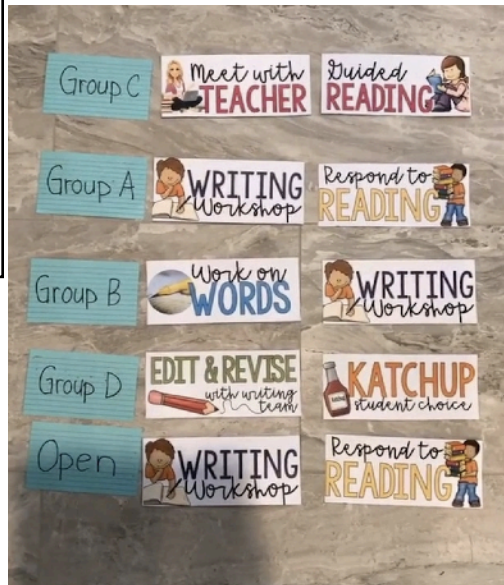 Group C
Meet with
TEACHER
Guided
READING
Group A
WRITING
Workshop
Respond to
READING
Group B
Work on
WORDS
WRITING
Workshop
Group D
EDIT & REVISE
with writing
team
KATCHUP
student choice
Open
WRITING
Workshop
Respond to
READING